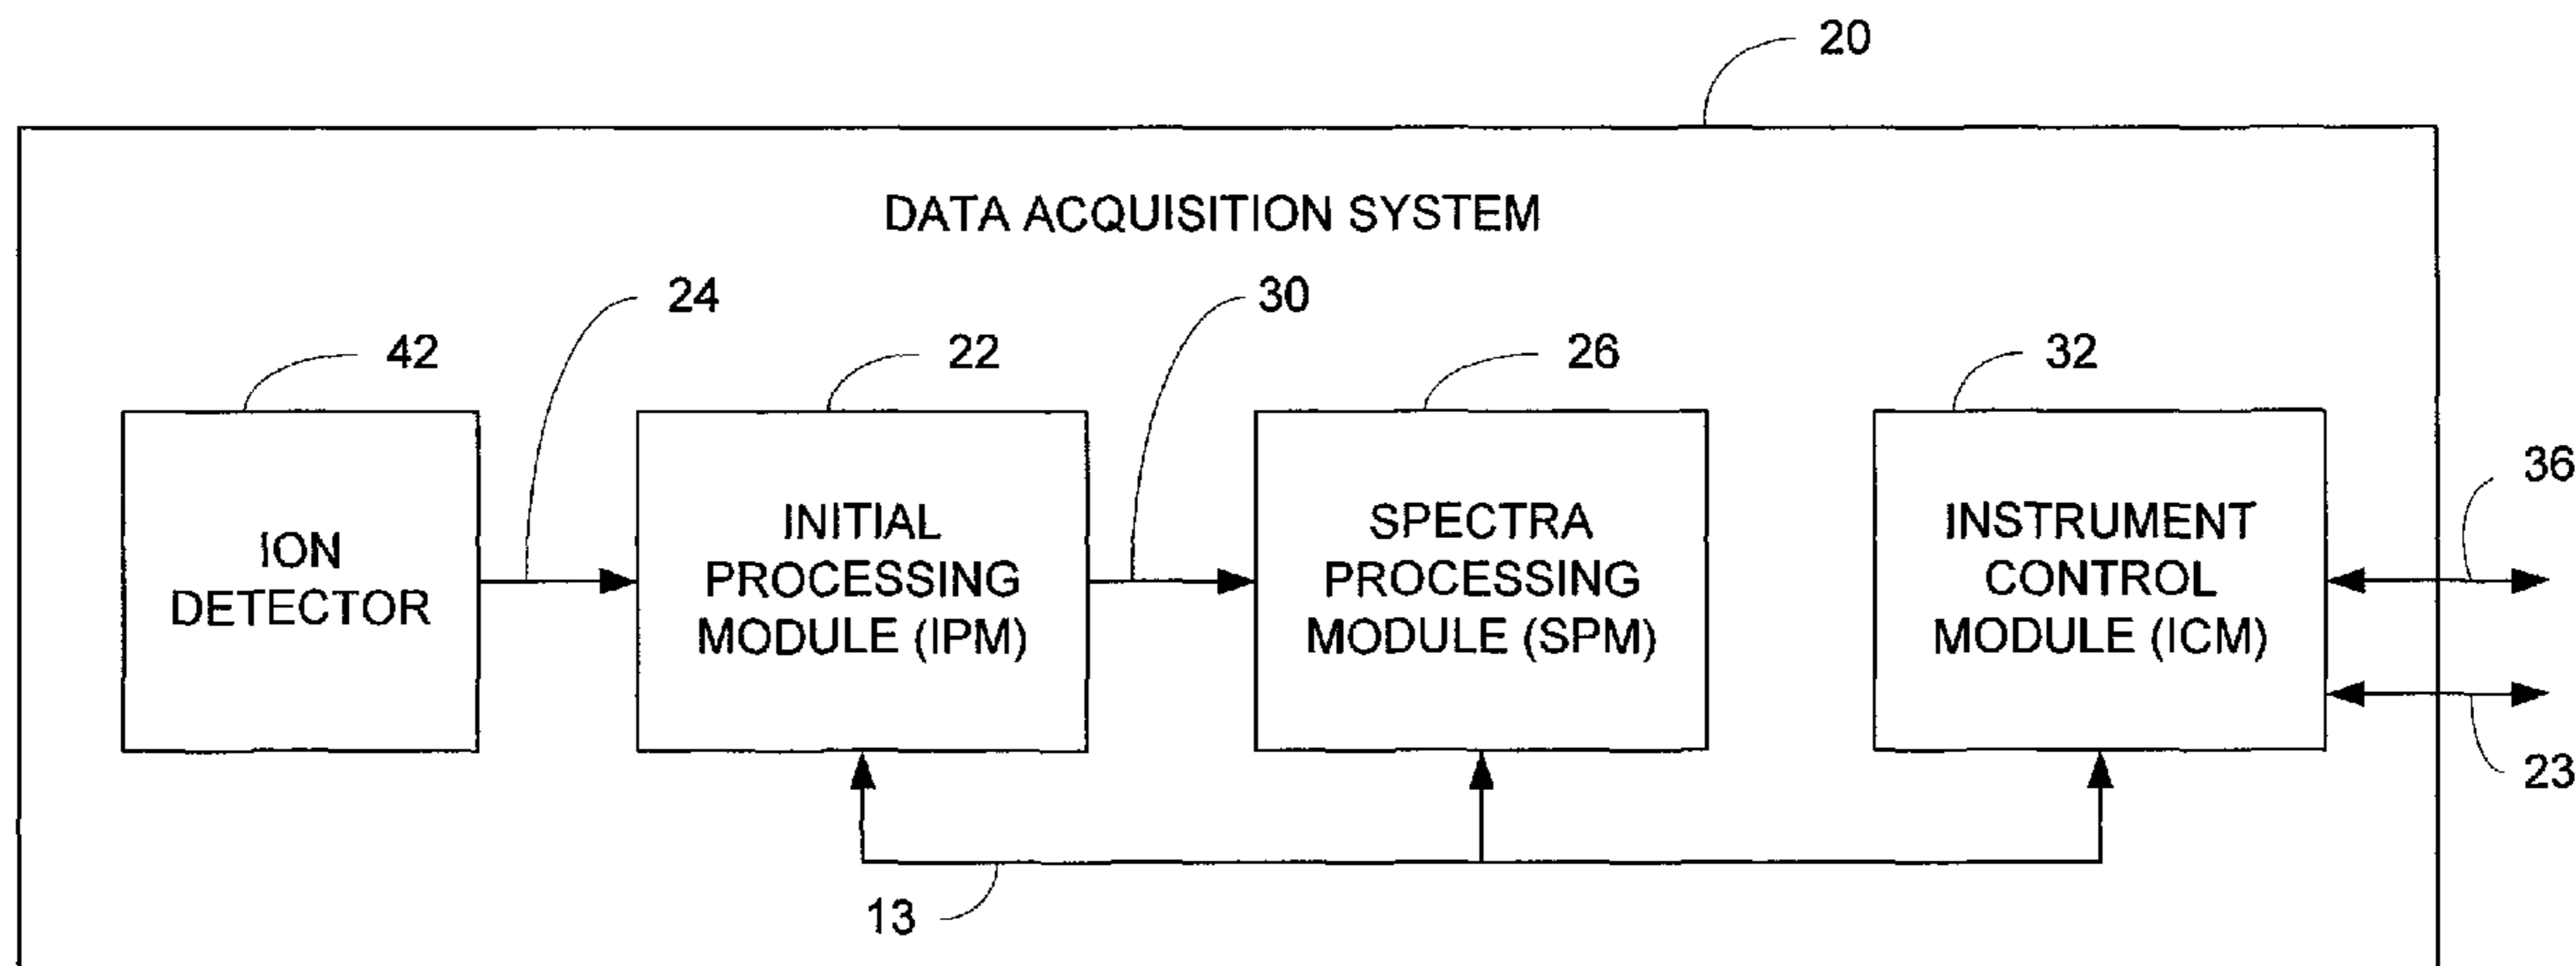 20
DATA ACQUISITION SYSTEM
24
30
42
22
26
32
36
ION
DETECTOR
INITIAL
PROCESSING
MODULE (IPM)
SPECTRA
PROCESSING
MODULE (SPM)
INSTRUMENT
CONTROL
MODULE (ICM)
23
13